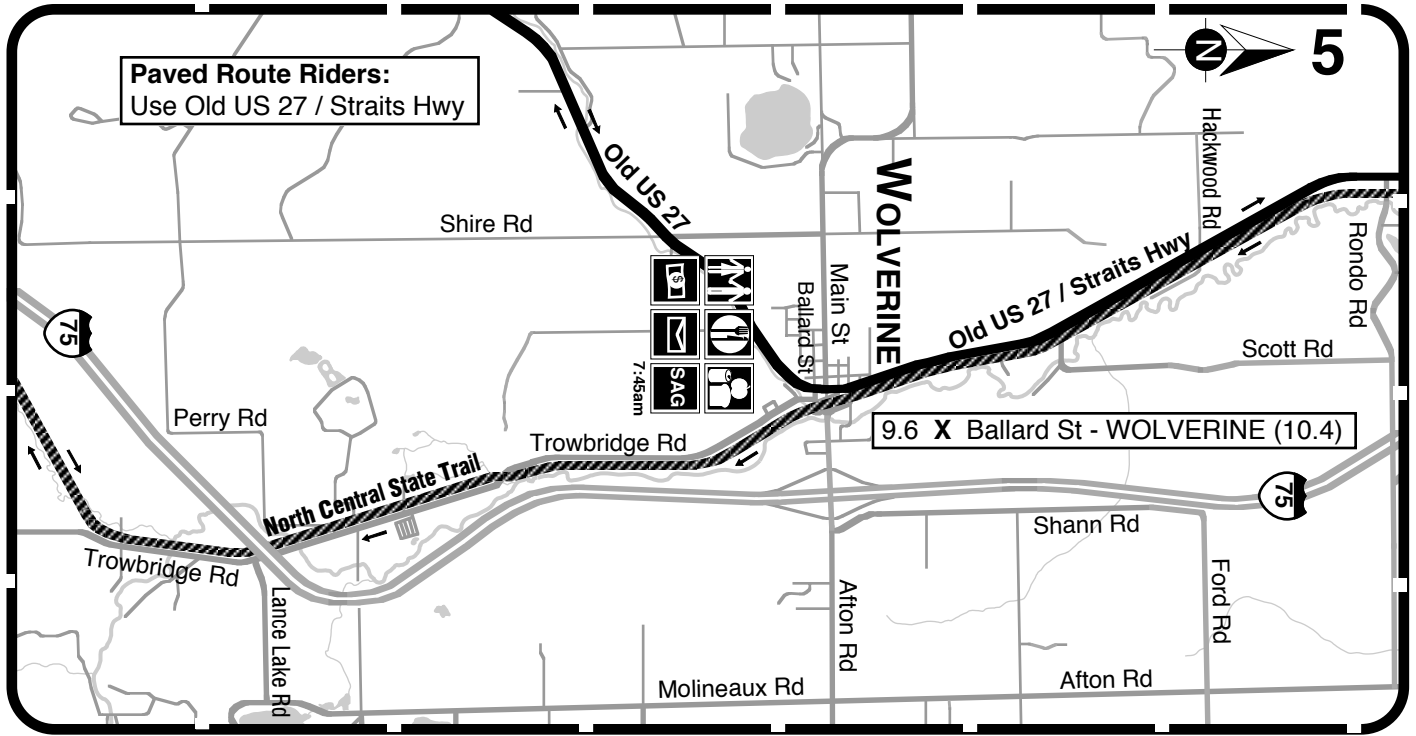 Paved Route Riders:
Use Old US 27 / Straits Hwy
N
5
Old US 27
Hackwood Rd
WOLVERINE
Shire Rd
Rondo Rd
Main St
Ballard St
Old US 27 / Straits Hwy
$
SAG
7:45am
Scott Rd
75
Perry Rd
Trowbridge Rd
9.6 X Ballard St - WOLVERINE (10.4)
North Central State Trail
75
Shann Rd
Trowbridge Rd
Lance Lake Rd
Afton Rd
Ford Rd
Molineaux Rd
Afton Rd